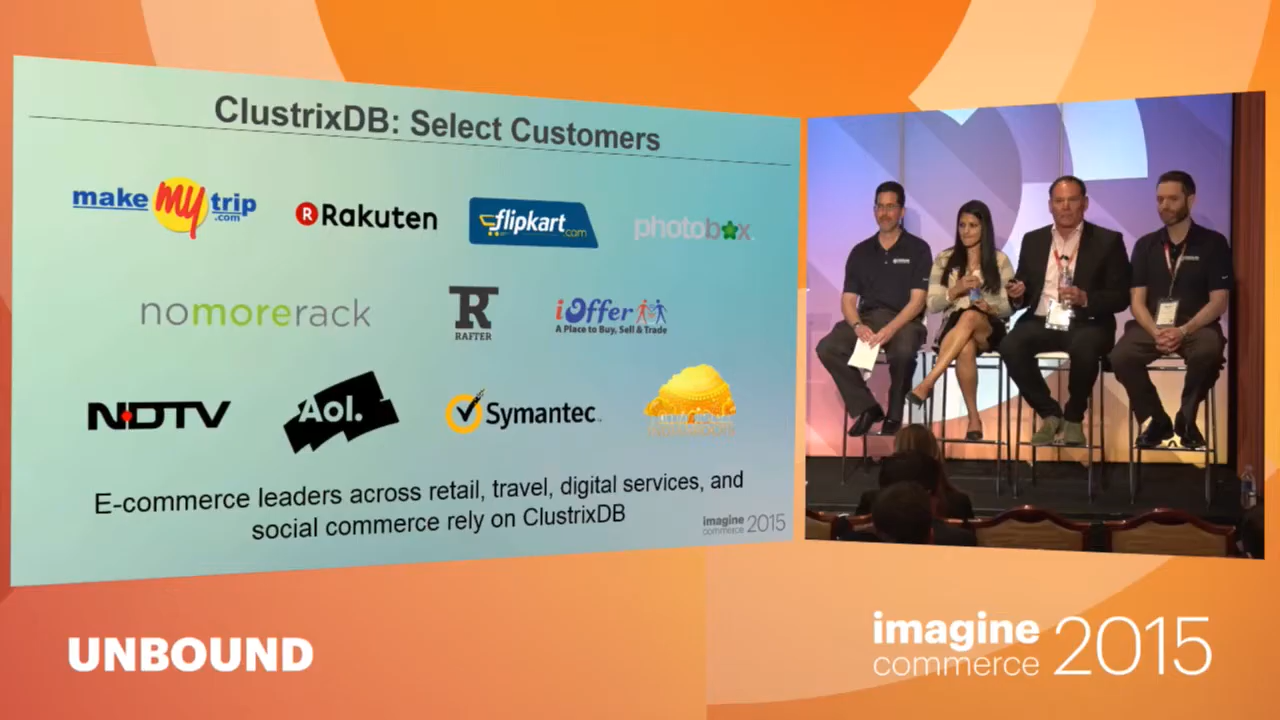 ClustrixDB: Select Customers
make my trip .com
Rakuten
flipkart.com
photobox
nomorerack
R
RAFTER
iOffer
A Place to Buy, Sell & Trade
NDTV
Aol.
Symantec
E-commerce leaders across retail, travel, digital services, and
social commerce rely on ClustrixDB
imagine
commerce 2015
UNBOUND
imagine
commerce 2015